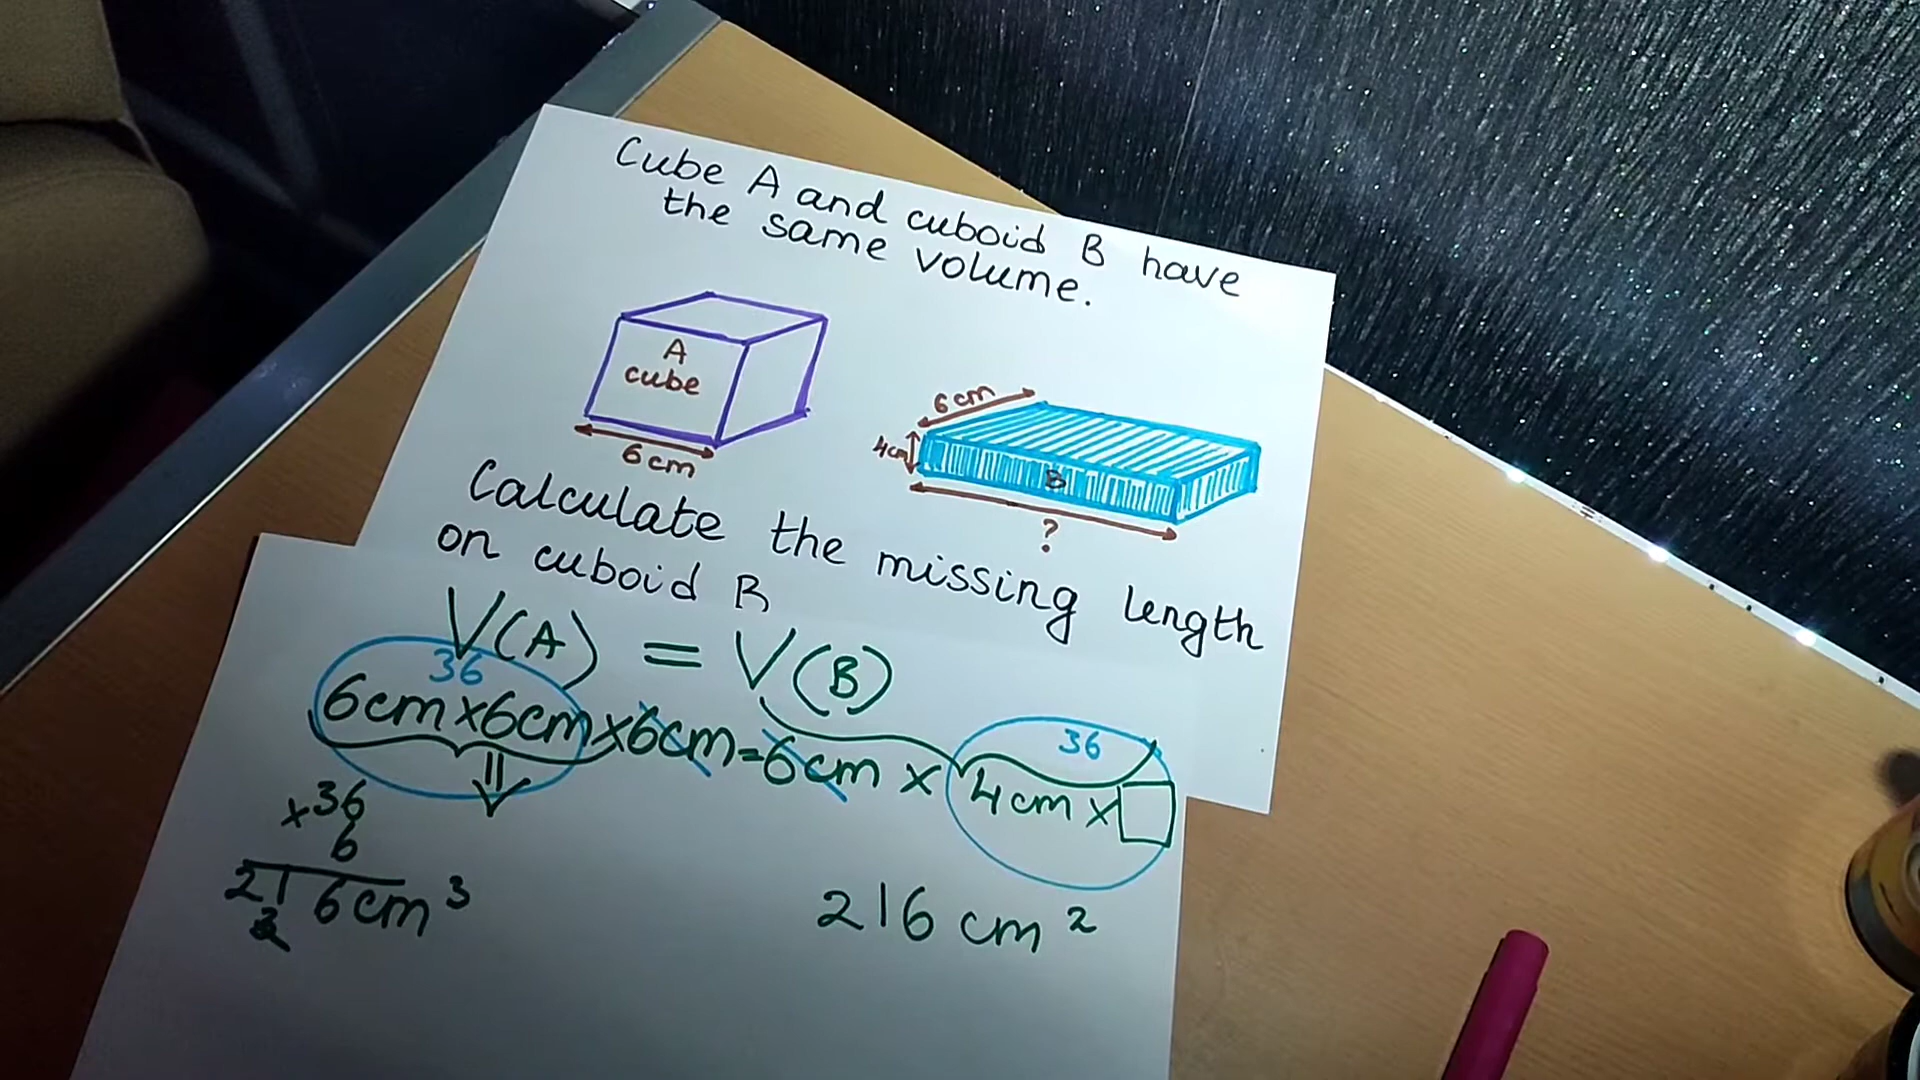 Cube A and cuboid B have
the same volume.
A
cube
6cm
6cm
4cm
B
?
Calculate the missing length
on cuboid B
V(A) = V(B)
36
36
6cm×6cm×6cm=6cm × 4cm×
×36
6
216cm³
2
216 cm²